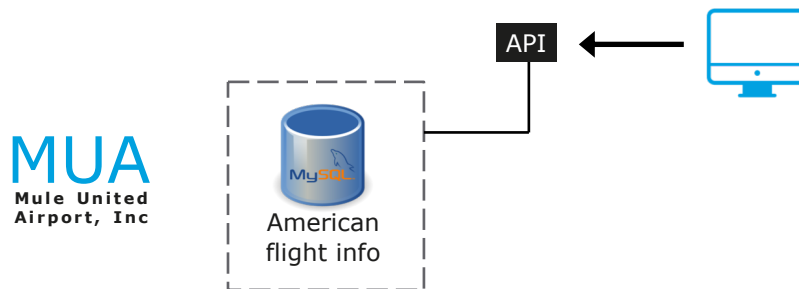 API
MUA
Mule United
Airport, Inc
MySQL
American
flight info